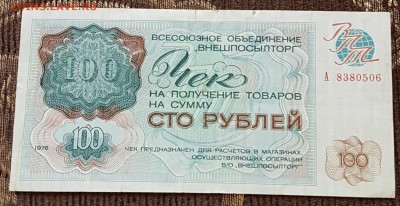 ВСЕСОЮЗНОЕ ОБЪЕДИНЕНИЕ
"ВНЕШПОСЫЛТОРГ"
100
Чек
НА ПОЛУЧЕНИЕ ТОВАРОВ
НА СУММУ
СТО РУБЛЕЙ
ВПТ
А 8380506
1976
100
ЧЕК ПРЕДНАЗНАЧЕН ДЛЯ РАСЧЕТОВ В МАГАЗИНАХ
ОСУЩЕСТВЛЯЮЩИХ ОПЕРАЦИИ
В/О „ВНЕШПОСЫЛТОРГ"
100